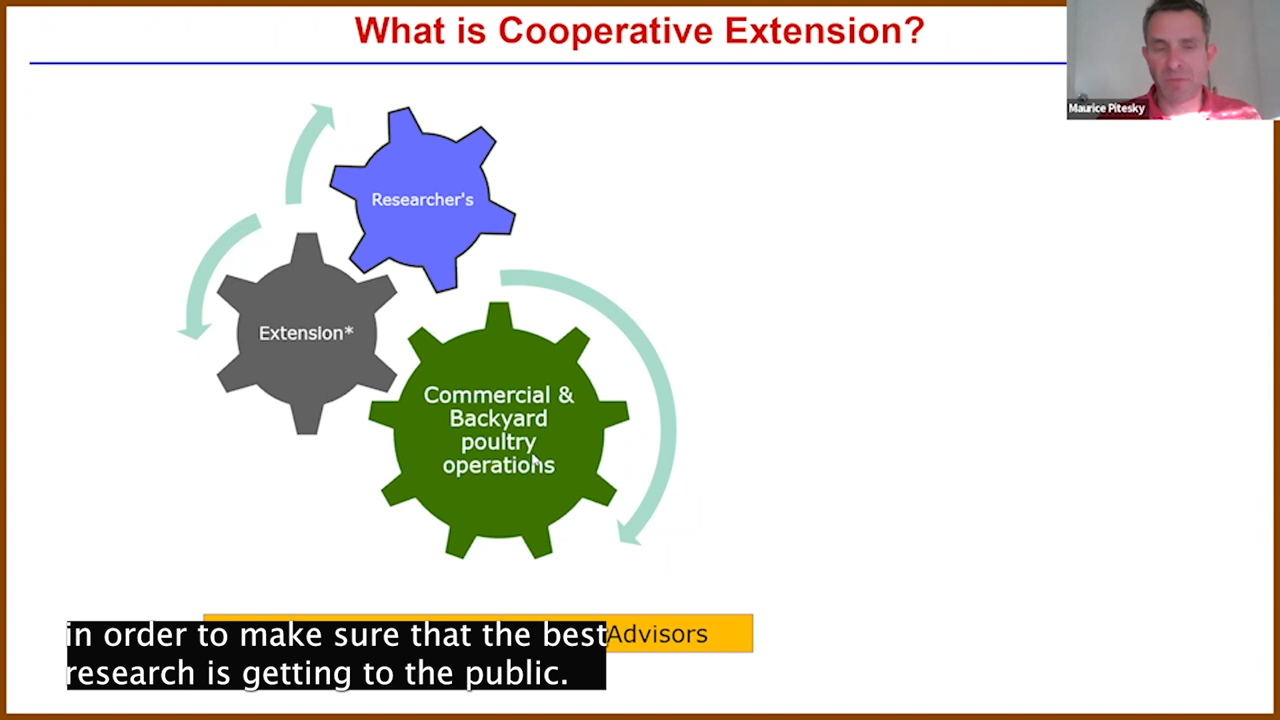 What is Cooperative Extension?
Maurice Pitesky
Researcher's
Extension*
Commercial &
Backyard
poultry
operations
Advisors
in order to make sure that the best
research is getting to the public.